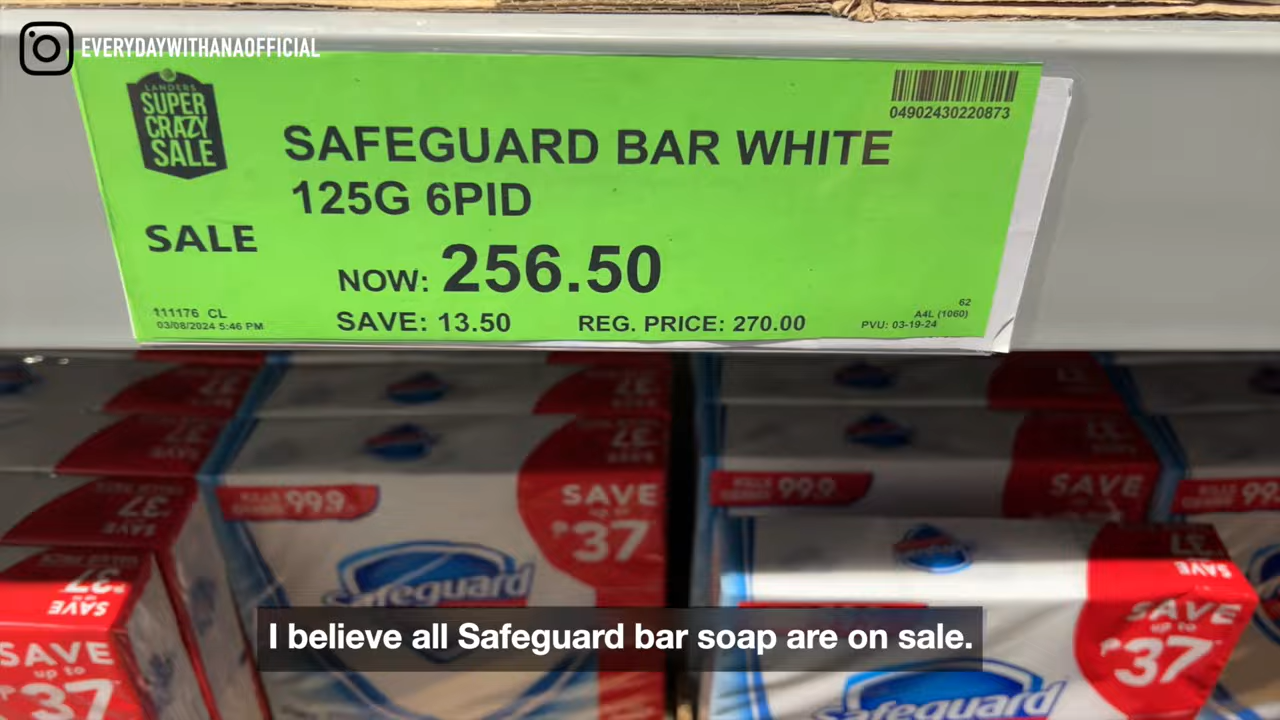 EVERYDAYWITHANAOFFICIAL
LANDERS
SUPER
CRAZY
SALE
04902430220873
SAFEGUARD BAR WHITE
125G 6PID
SALE
NOW: 256.50
SAVE: 13.50
REG. PRICE: 270.00
111176 CL
03/08/2024 5:46 PM
62
A4L (1060)
PVU: 03-19-24
99.9
SAVE
up to
₱37
Safeguard
99.9
SAVE
SAVE
up to
₱37
Safeguard
SAVE
SAVE
up to
₱37
I believe all Safeguard bar soap are on sale.